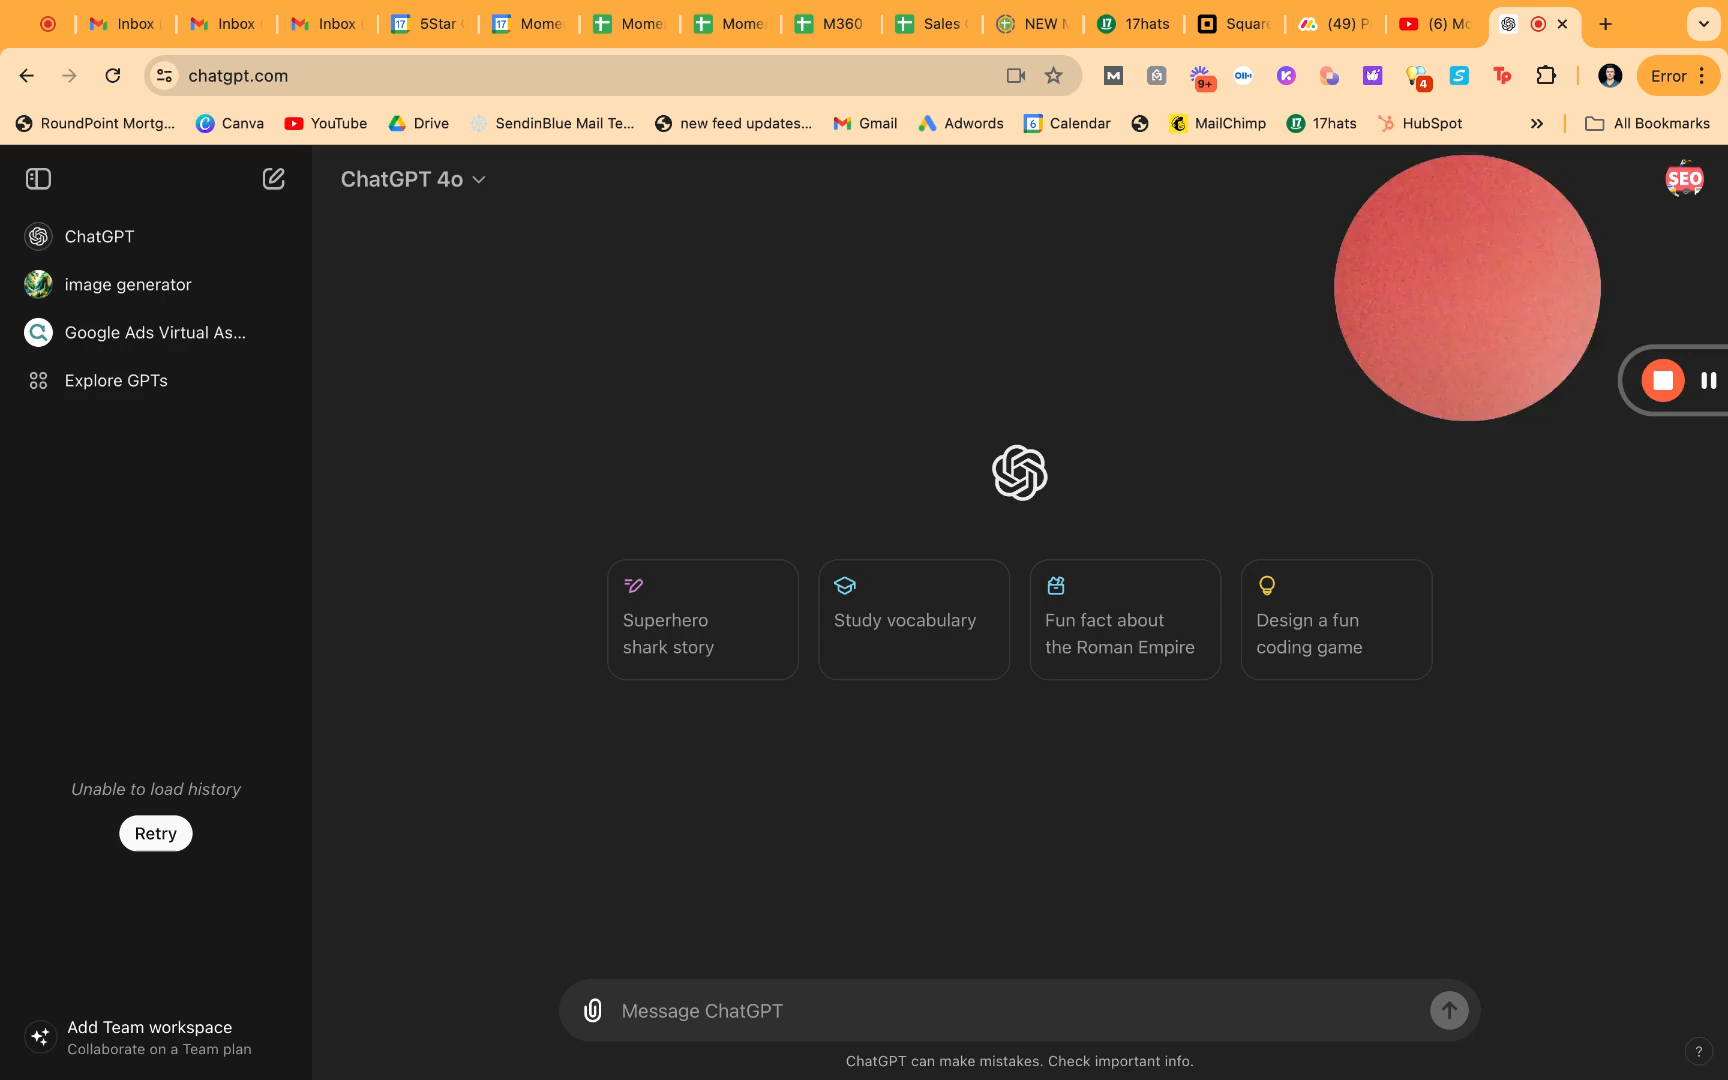 Inbox
Inbox
Inbox
5Star
Mome
Mome
Mome
M360
Sales
NEW
17hats
Square
(49) P
(6) Mo
chatgpt.com
9+
4
Error
RoundPoint Mortg...
Canva
YouTube
Drive
SendinBlue Mail Te...
new feed updates...
Gmail
Adwords
Calendar
MailChimp
17hats
HubSpot
All Bookmarks
ChatGPT 4o
SEO
ChatGPT
image generator
Google Ads Virtual As...
Explore GPTs
Superhero
shark story
Study vocabulary
Fun fact about
the Roman Empire
Design a fun
coding game
Unable to load history
Retry
Message ChatGPT
Add Team workspace
Collaborate on a Team plan
ChatGPT can make mistakes. Check important info.
?